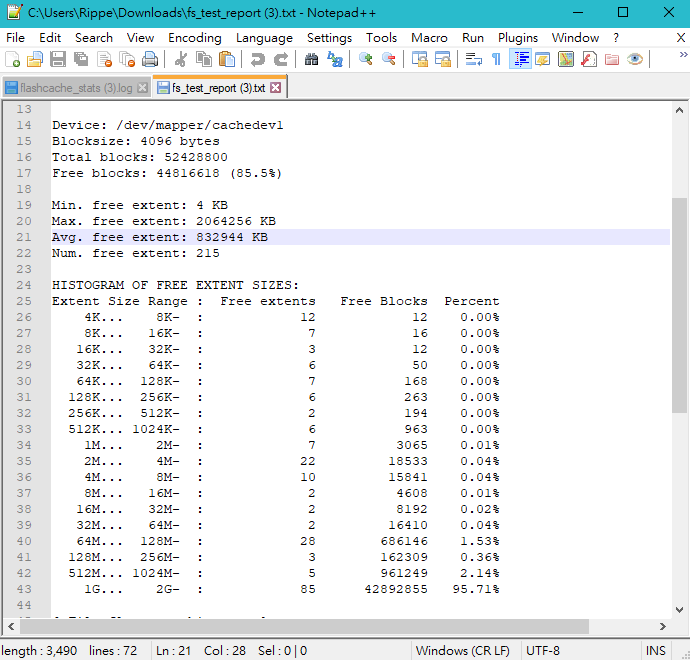 C:\Users\Rippe\Downloads\fs_test_report (3).txt - Notepad++
File Edit Search View Encoding Language Settings Tools Macro Run Plugins Window ?
flashcache_stats (3).log fs_test_report (3).txt
13
14 Device: /dev/mapper/cachedev1
15 Blocksize: 4096 bytes
16 Total blocks: 52428800
17 Free blocks: 44816618 (85.5%)
18
19 Min. free extent: 4 KB
20 Max. free extent: 2064256 KB
21 Avg. free extent: 832944 KB
22 Num. free extent: 215
23
24 HISTOGRAM OF FREE EXTENT SIZES:
25 Extent Size Range : Free extents Free Blocks Percent
26 4K... 8K- : 12 12 0.00%
27 8K... 16K- : 7 16 0.00%
28 16K... 32K- : 3 12 0.00%
29 32K... 64K- : 6 50 0.00%
30 64K... 128K- : 7 168 0.00%
31 128K... 256K- : 6 263 0.00%
32 256K... 512K- : 2 194 0.00%
33 512K... 1024K- : 6 963 0.00%
34 1M... 2M- : 7 3065 0.01%
35 2M... 4M- : 22 18533 0.04%
36 4M... 8M- : 10 15841 0.04%
37 8M... 16M- : 2 4608 0.01%
38 16M... 32M- : 2 8192 0.02%
39 32M... 64M- : 2 16410 0.04%
40 64M... 128M- : 28 686146 1.53%
41 128M... 256M- : 3 162309 0.36%
42 512M... 1024M- : 5 961249 2.14%
43 1G... 2G- : 85 42892855 95.71%
44
length : 3,490 lines : 72 Ln : 21 Col : 28 Sel : 0 | 0 Windows (CR LF) UTF-8 INS